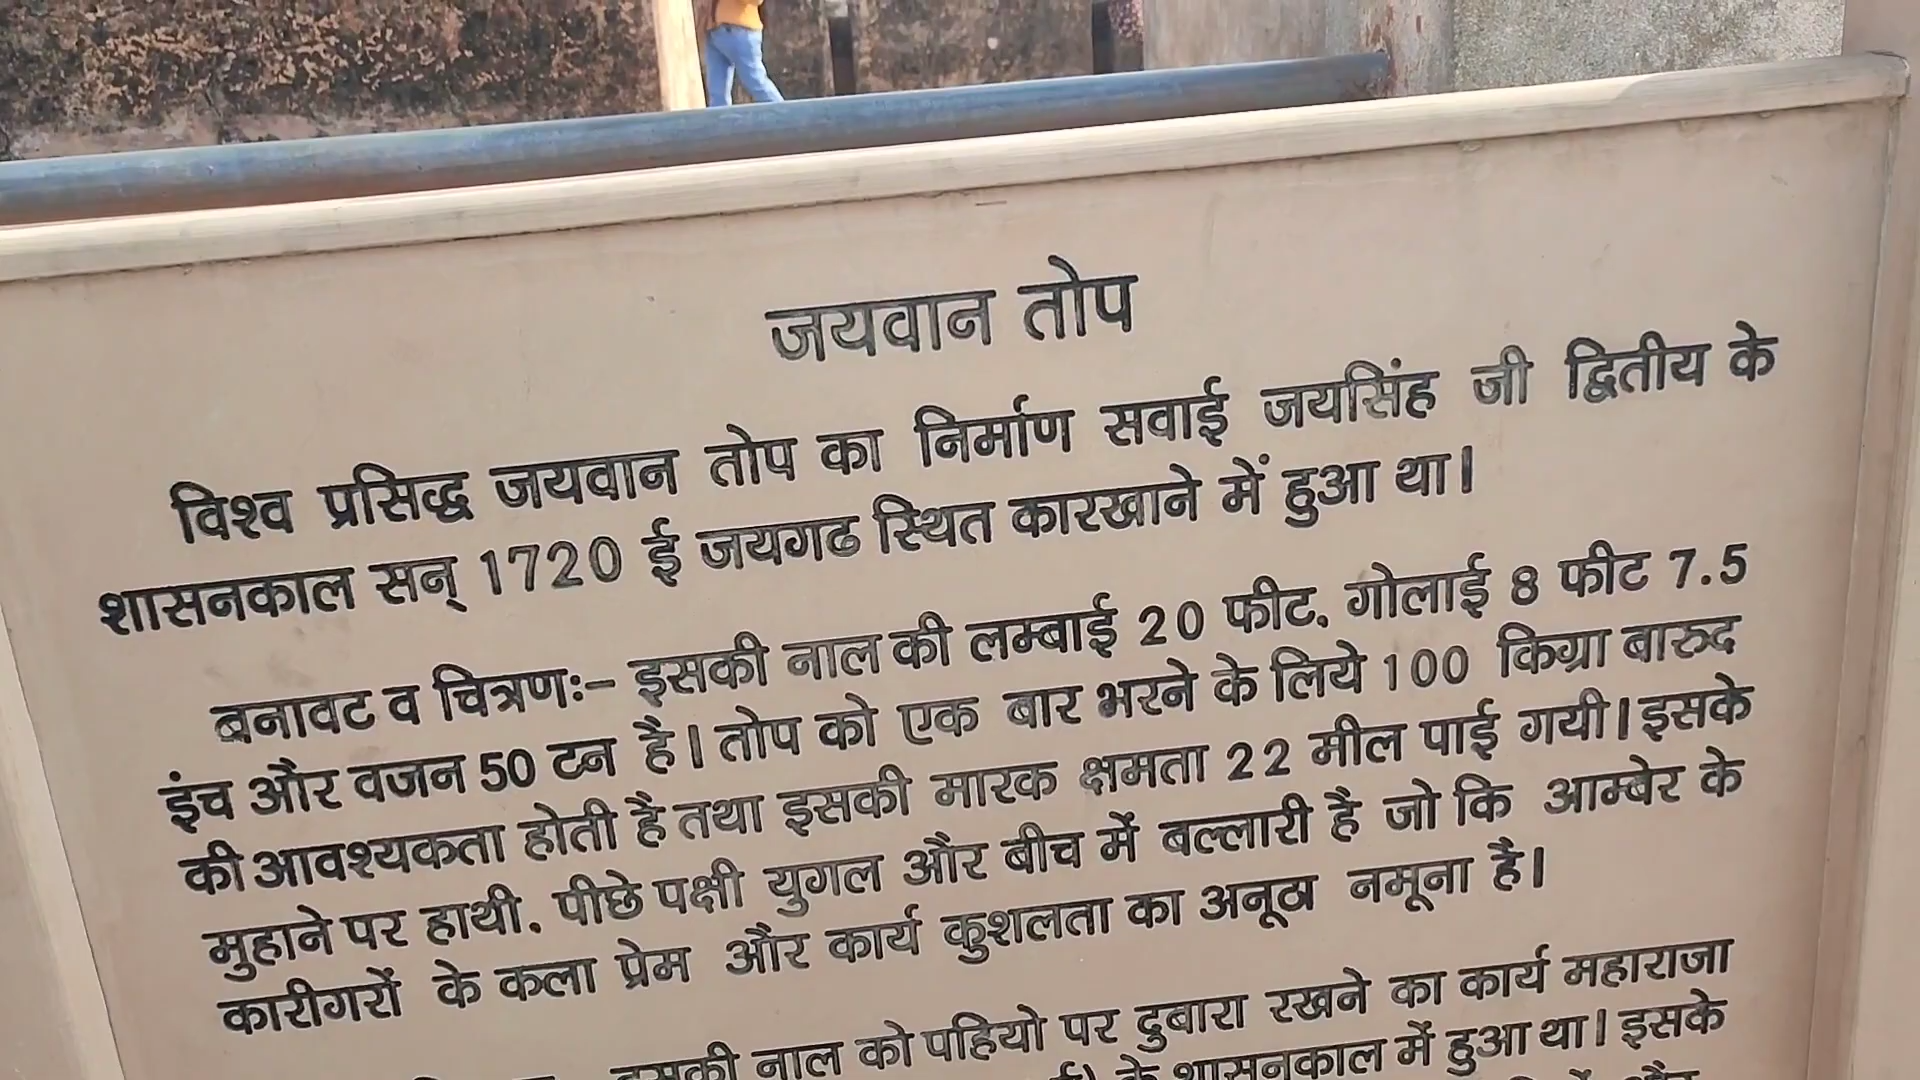 जयवान तोप
विश्व प्रसिद्ध जयवान तोप का निर्माण सवाई जयसिंह जी द्वितीय के
शासनकाल सन् 1720 ई जयगढ स्थित कारखाने में हुआ था।
बनावट व चित्रणः- इसकी नाल की लम्बाई 20 फीट, गोलाई 8 फीट 7.5
इंच और वजन 50 टन है। तोप को एक बार भरने के लिये 100 किग्रा बारुद
की आवश्यकता होती है तथा इसकी मारक क्षमता 22 मील पाई गयी। इसके
मुहाने पर हाथी, पीछे पक्षी युगल और बीच में बल्लारी है जो कि आम्बेर के
कारीगरों के कला प्रेम और कार्य कुशलता का अनूठा नमूना है।
इसकी नाल को पहियो पर दुबारा रखने का कार्य महाराजा
के शासनकाल में हुआ था। इसके